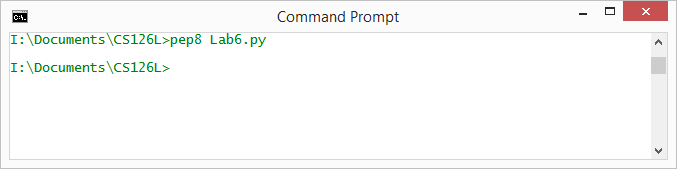 Command Prompt
I:\Documents\CS126L>pep8 Lab6.py
I:\Documents\CS126L>